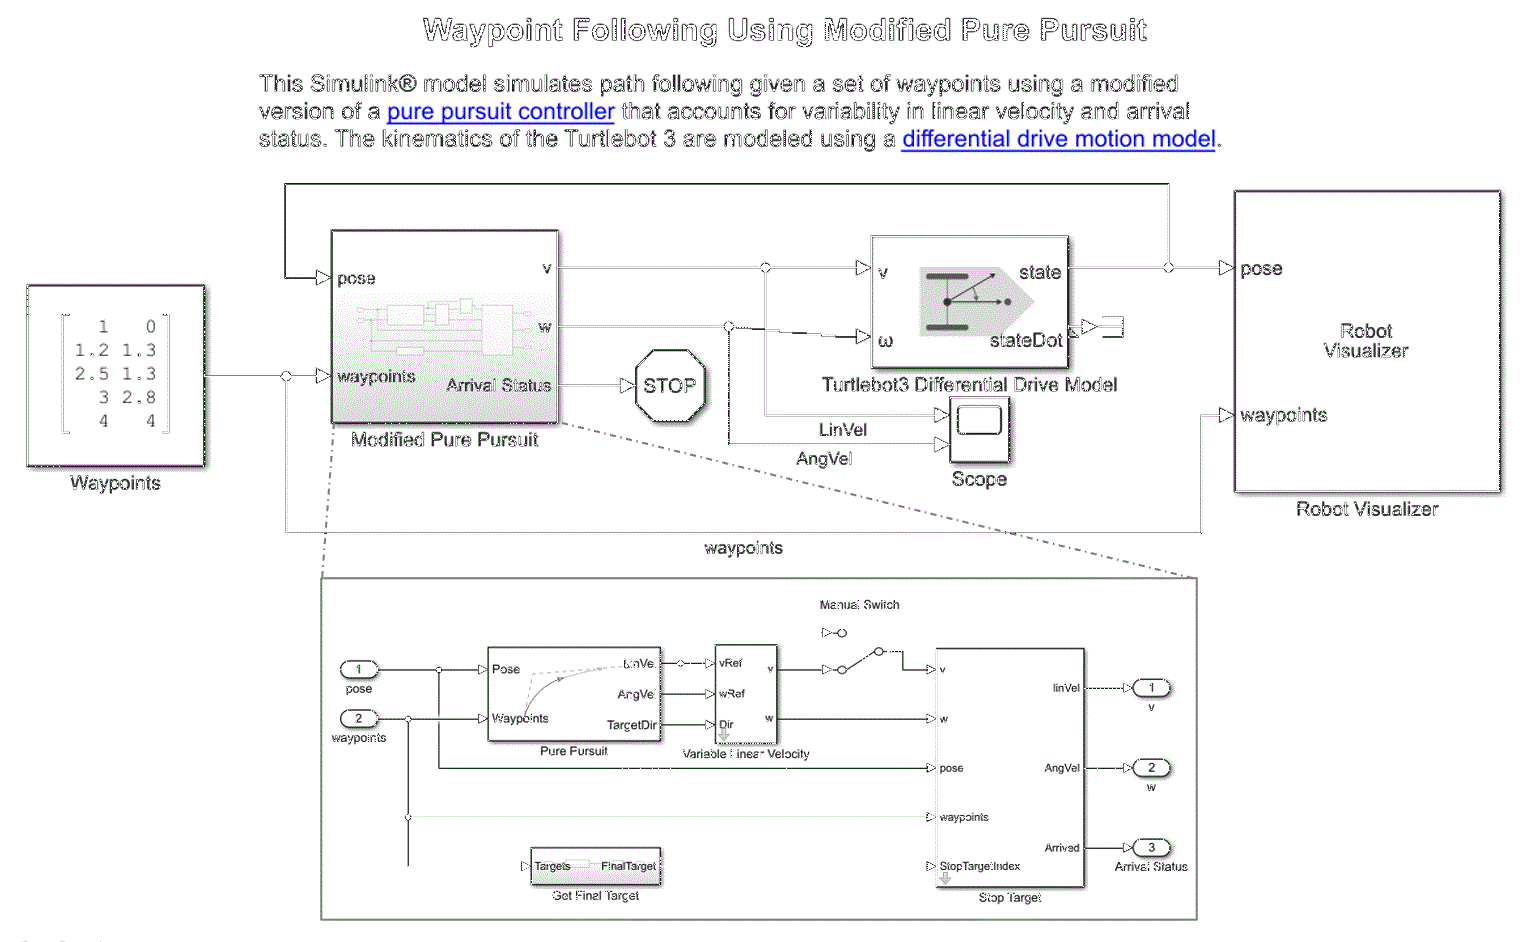 Waypoint Following Using Modified Pure Pursuit
This Simulink® model simulates path following given a set of waypoints using a modified
version of a pure pursuit controller that accounts for variability in linear velocity and arrival
status. The kinematics of the Turtlebot 3 are modeled using a differential drive motion model.
1 0
1.2 1.3
2.5 1.3
3 2.8
4 4
Waypoints
pose
waypoints
v
w
Arrival Status
Modified Pure Pursuit
STOP
v
ω
state
stateDot
Turtlebot3 Differential Drive Model
LinVel
AngVel
Scope
pose
waypoints
Robot
Visualizer
Robot Visualizer
waypoints
Manual Switch
1
pose
2
waypoints
Pose
Waypoints
LinVel
AngVel
TargetDir
Pure Pursuit
vRef
wRef
Dir
v
w
Variable Linear Velocity
v
w
pose
waypoints
StopTargetIndex
linVel
AngVel
Arrived
Stop Target
1
v
2
w
3
Arrival Status
Targets
FinalTarget
Get Final Target